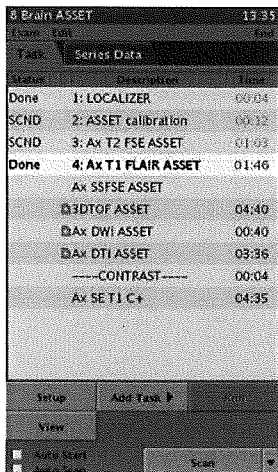 8 Brain ASSET 13:35
Exam Edit End
Task Series Data
Status Description Time
Done 1: LOCALIZER 00:04
SCND 2: ASSET calibration 00:12
SCND 3: Ax T2 FSE ASSET 01:03
Done 4: Ax T1 FLAIR ASSET 01:46
Ax SSFSE ASSET
3DTOF ASSET 04:40
Ax DWI ASSET 00:40
Ax DTI ASSET 03:36
----CONTRAST---- 00:04
Ax SE T1 C+ 04:35
Setup Add Task
View
Auto Start
Auto Scan Scan